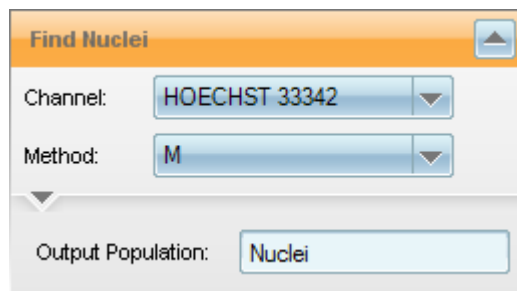 Find Nuclei
Channel: HOECHST 33342
Method: M
Output Population: Nuclei